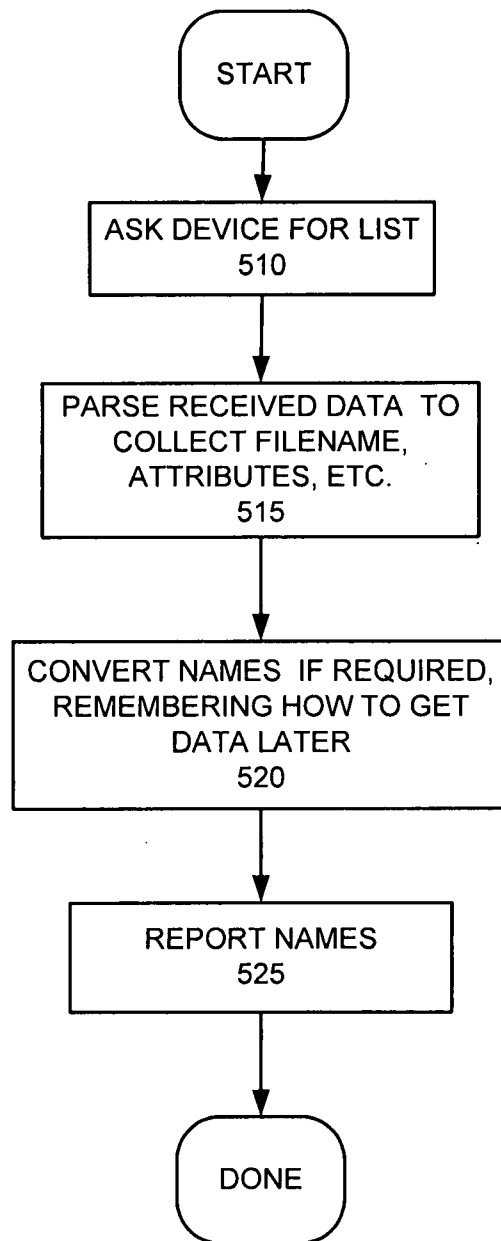 START
ASK DEVICE FOR LIST
510
PARSE RECEIVED DATA TO
COLLECT FILENAME,
ATTRIBUTES, ETC.
515
CONVERT NAMES IF REQUIRED,
REMEMBERING HOW TO GET
DATA LATER
520
REPORT NAMES
525
DONE